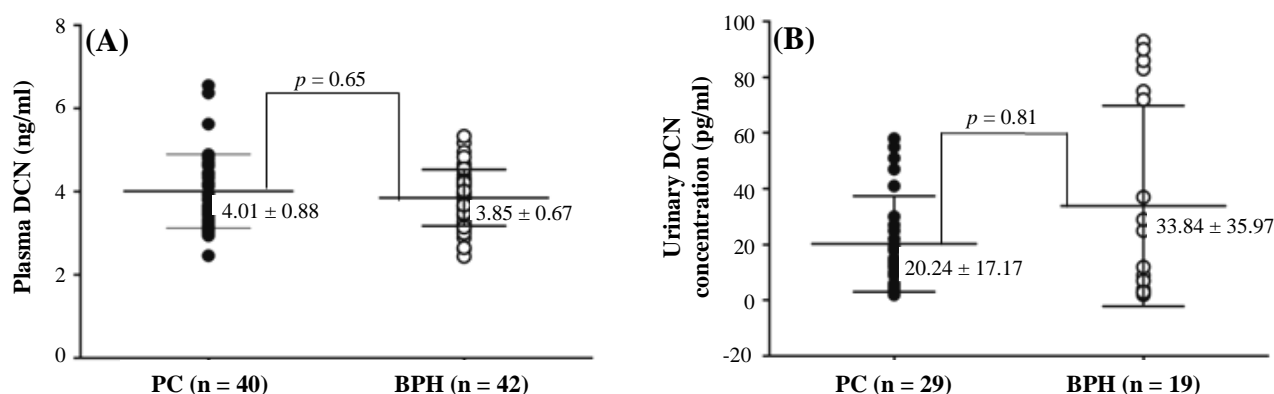 (A)
Plasma DCN (ng/ml)
8
6
4
2
0
p = 0.65
4.01 ± 0.88
3.85 ± 0.67
PC (n = 40)
BPH (n = 42)
(B)
Urinary DCN
concentration (pg/ml)
100
80
60
40
20
0
-20
p = 0.81
20.24 ± 17.17
33.84 ± 35.97
PC (n = 29)
BPH (n = 19)